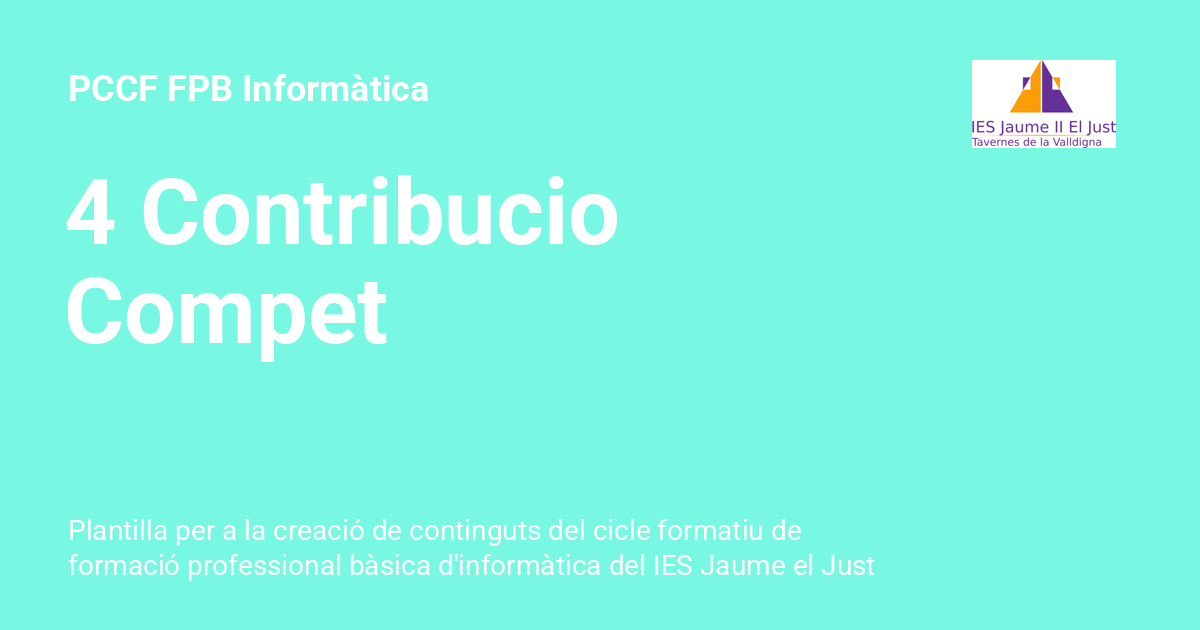 PCCF FPB Informàtica
IES Jaume II El Just
Tavernes de la Valldigna
4 Contribucio
Compet
Plantilla per a la creació de continguts del cicle formatiu de
formació professional bàsica d'informàtica del IES Jaume el Just